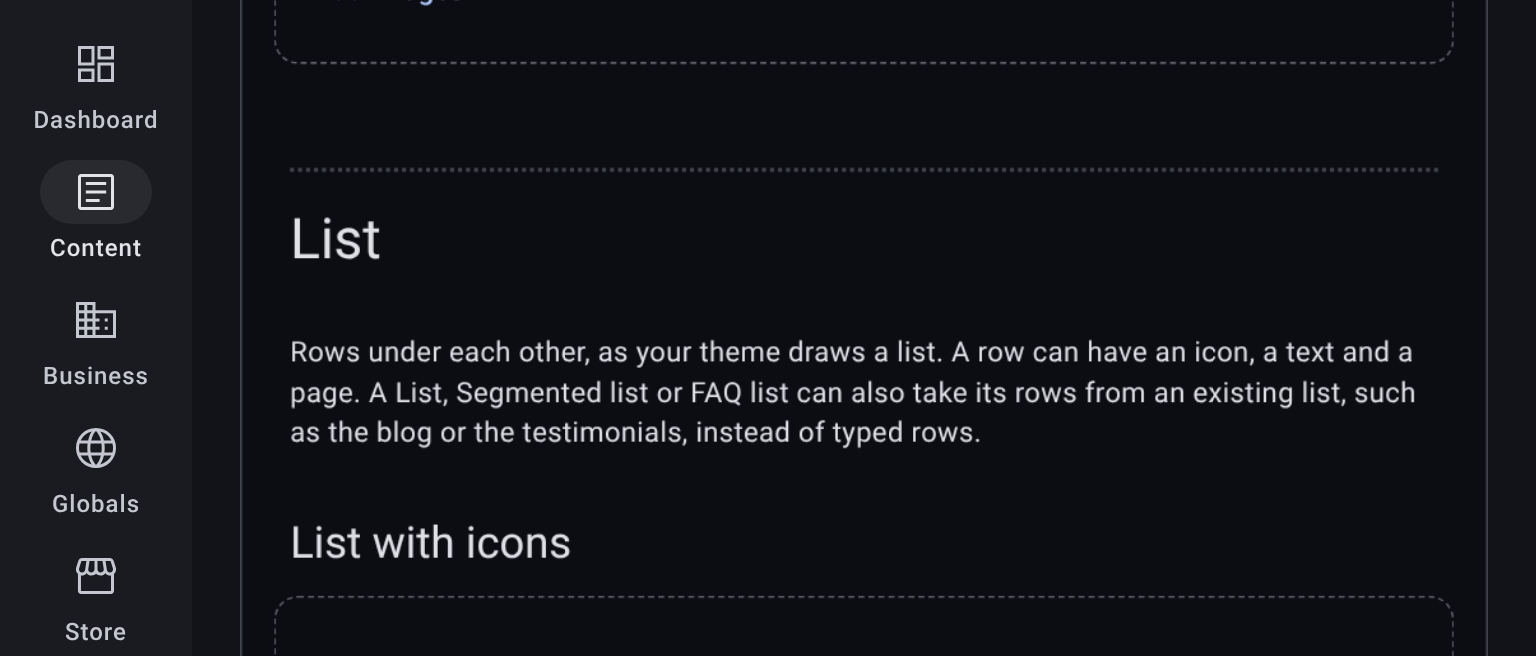 Dashboard
Content
Business
Globals
Store
List
Rows under each other, as your theme draws a list. A row can have an icon, a text and a
page. A List, Segmented list or FAQ list can also take its rows from an existing list, such
as the blog or the testimonials, instead of typed rows.
List with icons